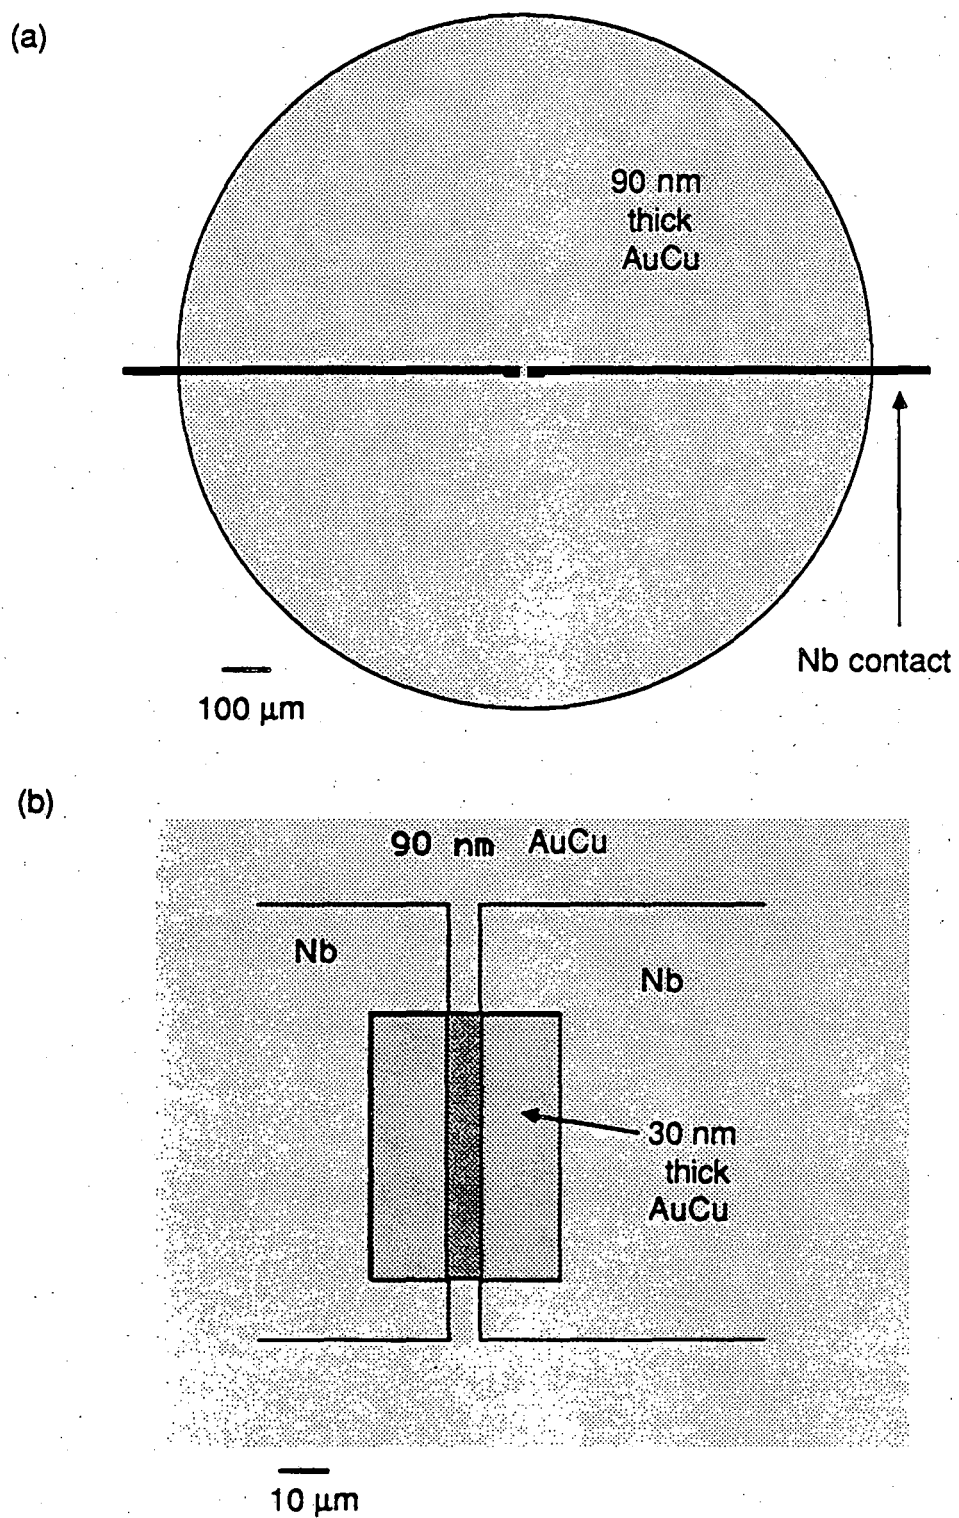 (a)
90 nm
thick
AuCu
Nb contact
100 μm
(b)
90 nm AuCu
Nb
Nb
30 nm
thick
AuCu
10 μm